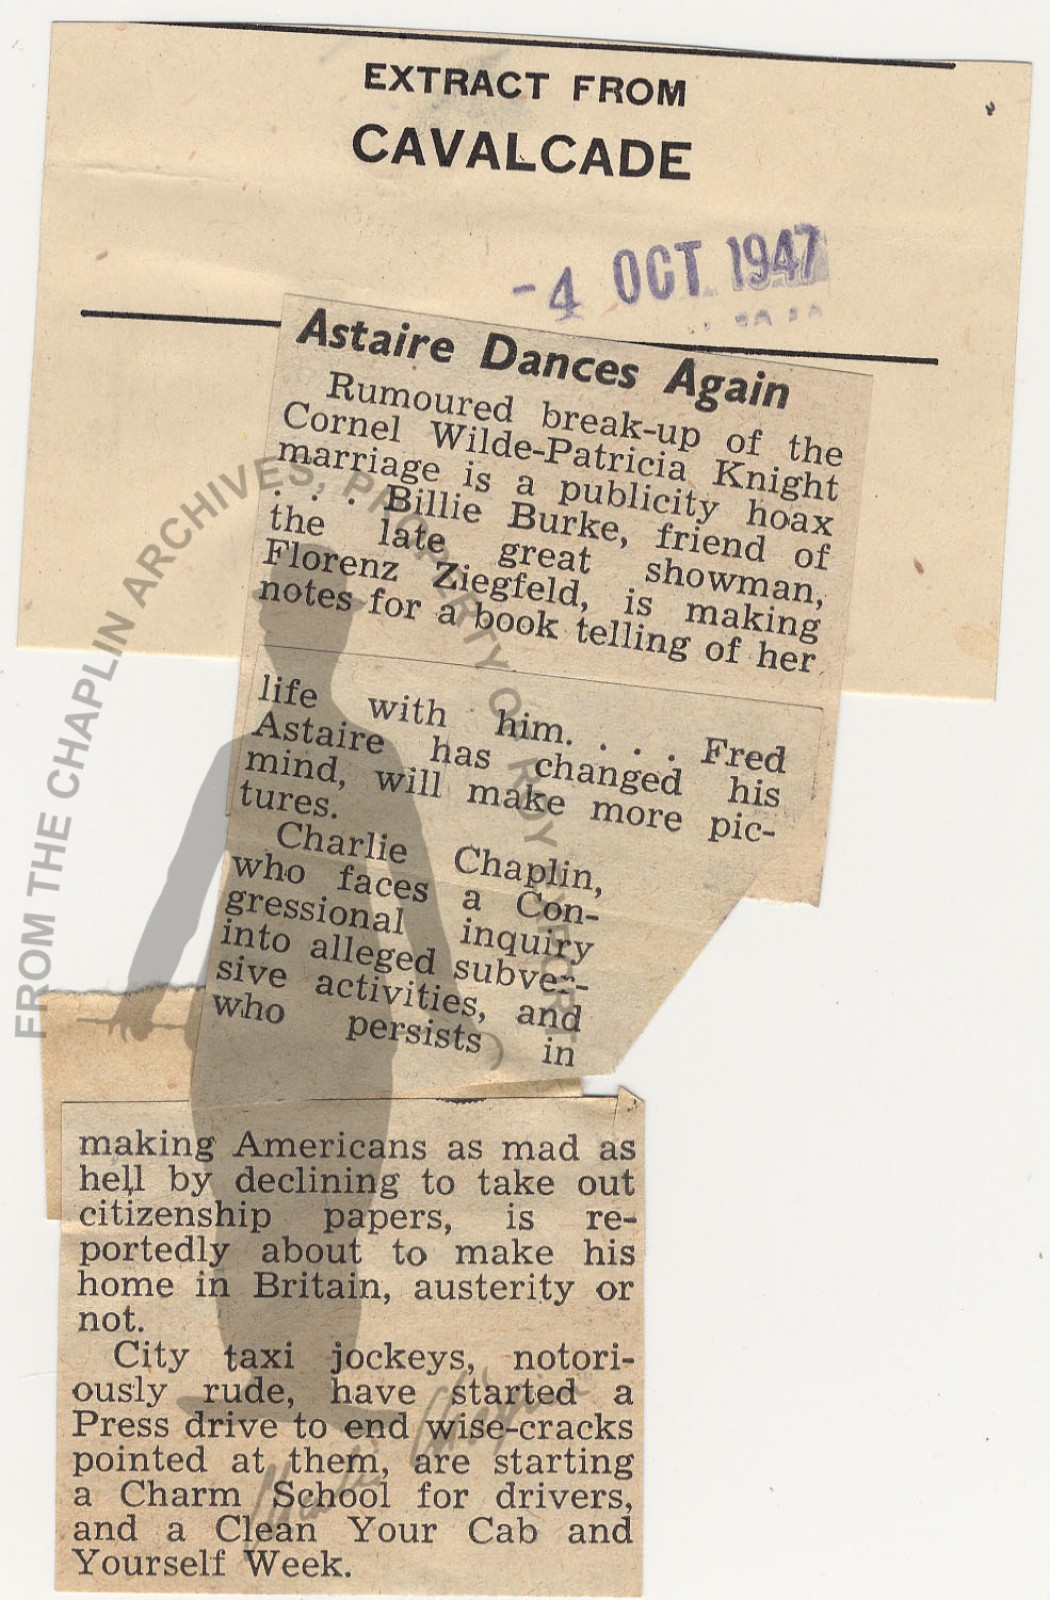 EXTRACT FROM
CAVALCADE
-4 OCT 1947
Astaire Dances Again
Rumoured break-up of the
Cornel Wilde-Patricia Knight
marriage is a publicity hoax
. . . Billie Burke, friend of
the late great showman,
Florenz Ziegfeld, is making
notes for a book telling of her
life with him. . . . Fred
Astaire has changed his
mind, will make more pic-
tures.
Charlie Chaplin,
who faces a Con-
gressional inquiry
into alleged subver-
sive activities, and
who persists in
making Americans as mad as
hell by declining to take out
citizenship papers, is re-
portedly about to make his
home in Britain, austerity or
not.
City taxi jockeys, notori-
ously rude, have started a
Press drive to end wise-cracks
pointed at them, are starting
a Charm School for drivers,
and a Clean Your Cab and
Yourself Week.
FROM THE CHAPLIN ARCHIVES, PROPERTY OF ROY EXPORT
Charlie Chaplin